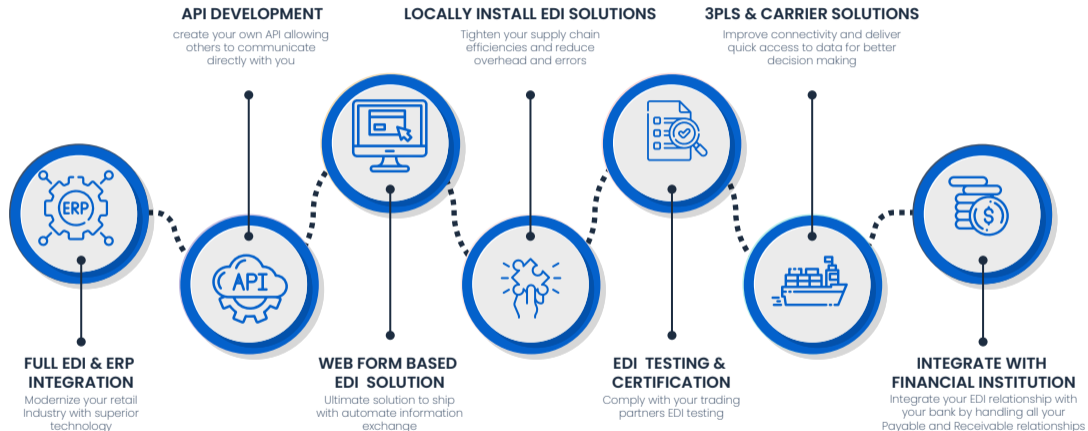 API DEVELOPMENT
create your own API allowing
others to communicate
directly with you
LOCALLY INSTALL EDI SOLUTIONS
Tighten your supply chain
efficiencies and reduce
overhead and errors
3PLS & CARRIER SOLUTIONS
Improve connectivity and deliver
quick access to data for better
decision making
ERP
API
$
FULL EDI & ERP
INTEGRATION
Modernize your retail
Industry with superior
technology
WEB FORM BASED
EDI SOLUTION
Ultimate solution to ship
with automate information
exchange
EDI TESTING &
CERTIFICATION
Comply with your trading
partners EDI testing
INTEGRATE WITH
FINANCIAL INSTITUTION
Integrate your EDI relationship with
your bank by handling all your
Payable and Receivable relationships